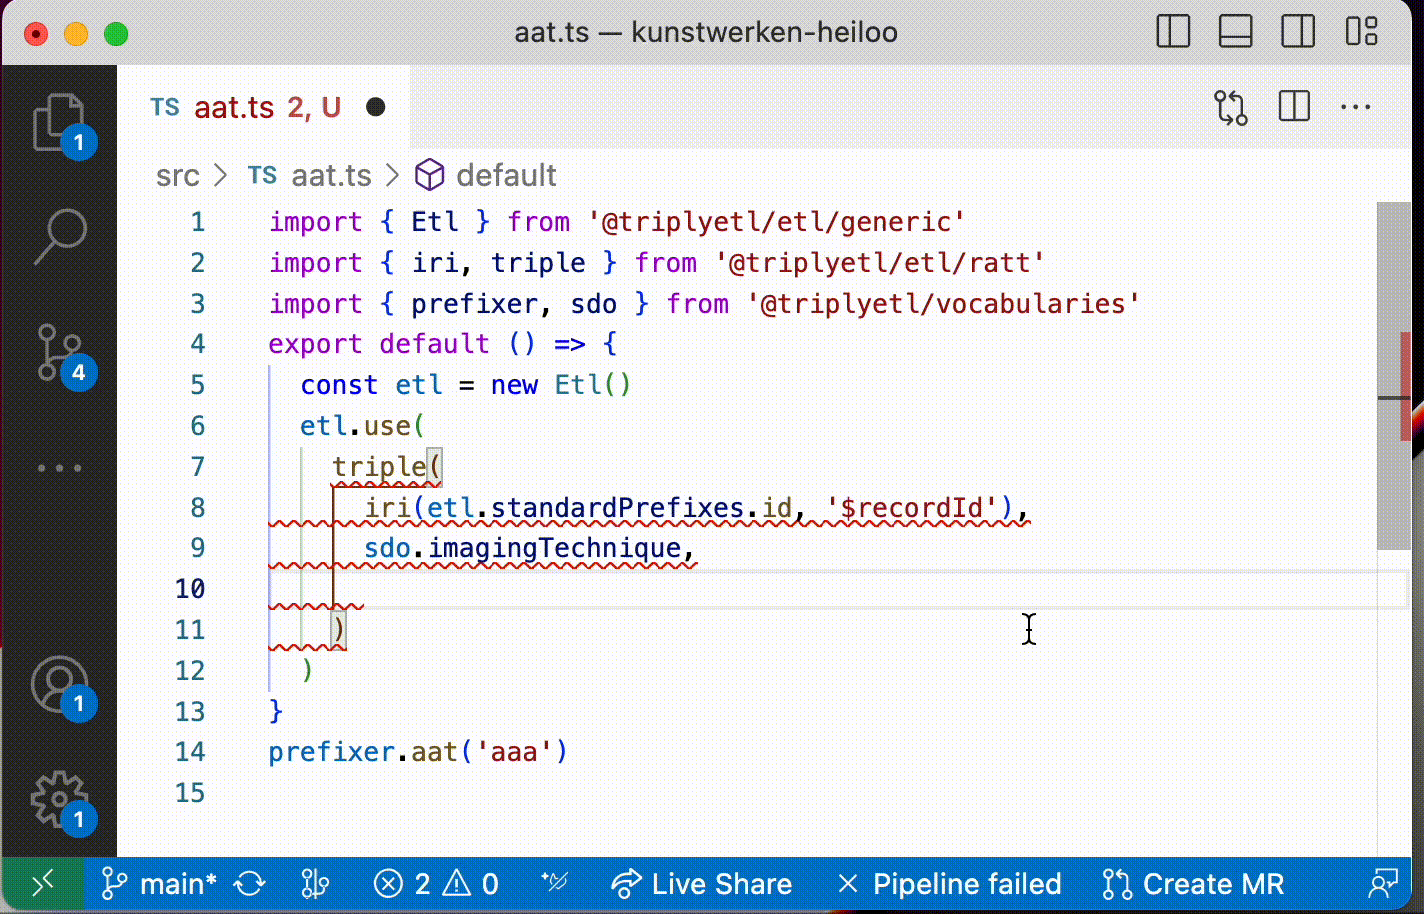 aat.ts — kunstwerken-heiloo
TS aat.ts 2, U
src > TS aat.ts > default
1 import { Etl } from '@triplyetl/etl/generic'
2 import { iri, triple } from '@triplyetl/etl/ratt'
3 import { prefixer, sdo } from '@triplyetl/vocabularies'
4 export default () => {
5 const etl = new Etl()
6 etl.use(
7 triple(
8 iri(etl.standardPrefixes.id, '$recordId'),
9 sdo.imagingTechnique,
10
11 )
12 )
13 }
14 prefixer.aat('aaa')
15
1
4
1
1
main* 2 0 Live Share Pipeline failed Create MR